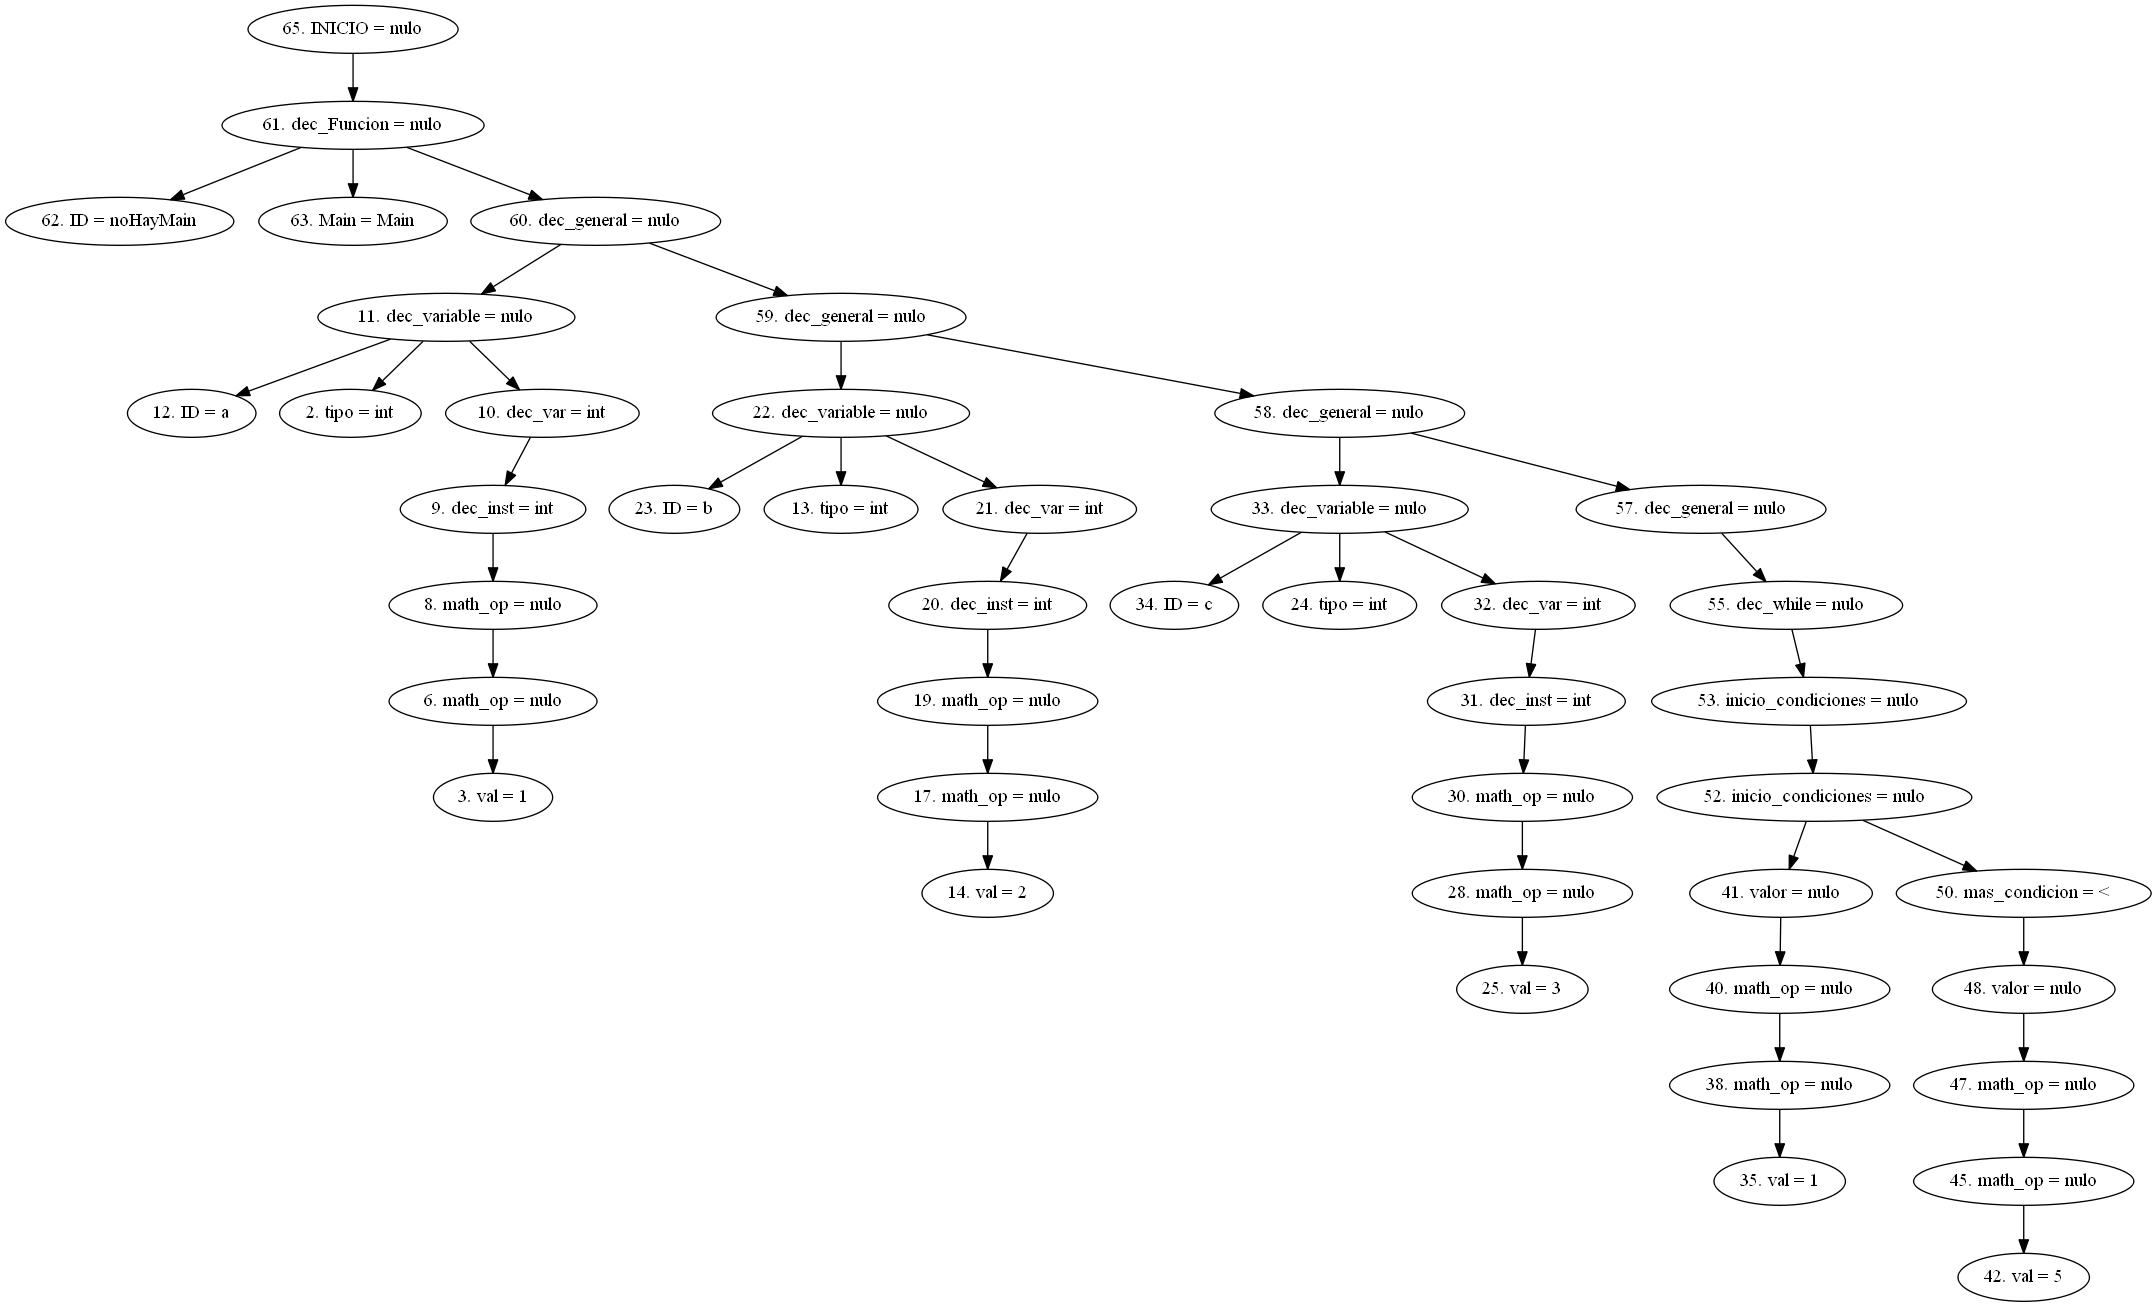 65. INICIO = nulo
61. dec_Funcion = nulo
62. ID = noHayMain
63. Main = Main
60. dec_general = nulo
11. dec_variable = nulo
59. dec_general = nulo
12. ID = a
2. tipo = int
10. dec_var = int
22. dec_variable = nulo
58. dec_general = nulo
9. dec_inst = int
23. ID = b
13. tipo = int
21. dec_var = int
33. dec_variable = nulo
57. dec_general = nulo
8. math_op = nulo
20. dec_inst = int
34. ID = c
24. tipo = int
32. dec_var = int
55. dec_while = nulo
6. math_op = nulo
19. math_op = nulo
31. dec_inst = int
53. inicio_condiciones = nulo
3. val = 1
17. math_op = nulo
30. math_op = nulo
52. inicio_condiciones = nulo
14. val = 2
28. math_op = nulo
41. valor = nulo
50. mas_condicion = <
25. val = 3
40. math_op = nulo
48. valor = nulo
38. math_op = nulo
47. math_op = nulo
35. val = 1
45. math_op = nulo
42. val = 5